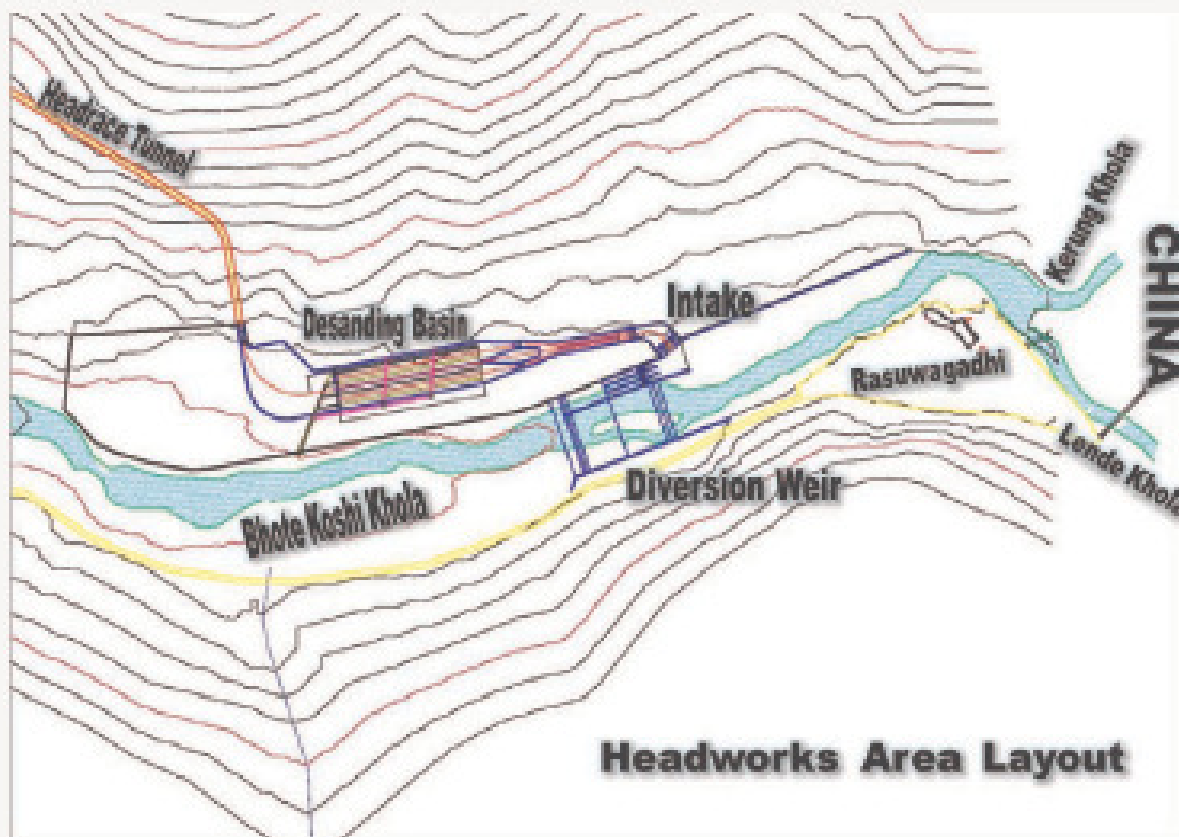 Headrace Tunnel
Kerung Khola
CHINA
Intake
Desanding Basin
Rasuwagadhi
Lende Khola
Diversion Weir
Bhote Koshi Khola
Headworks Area Layout